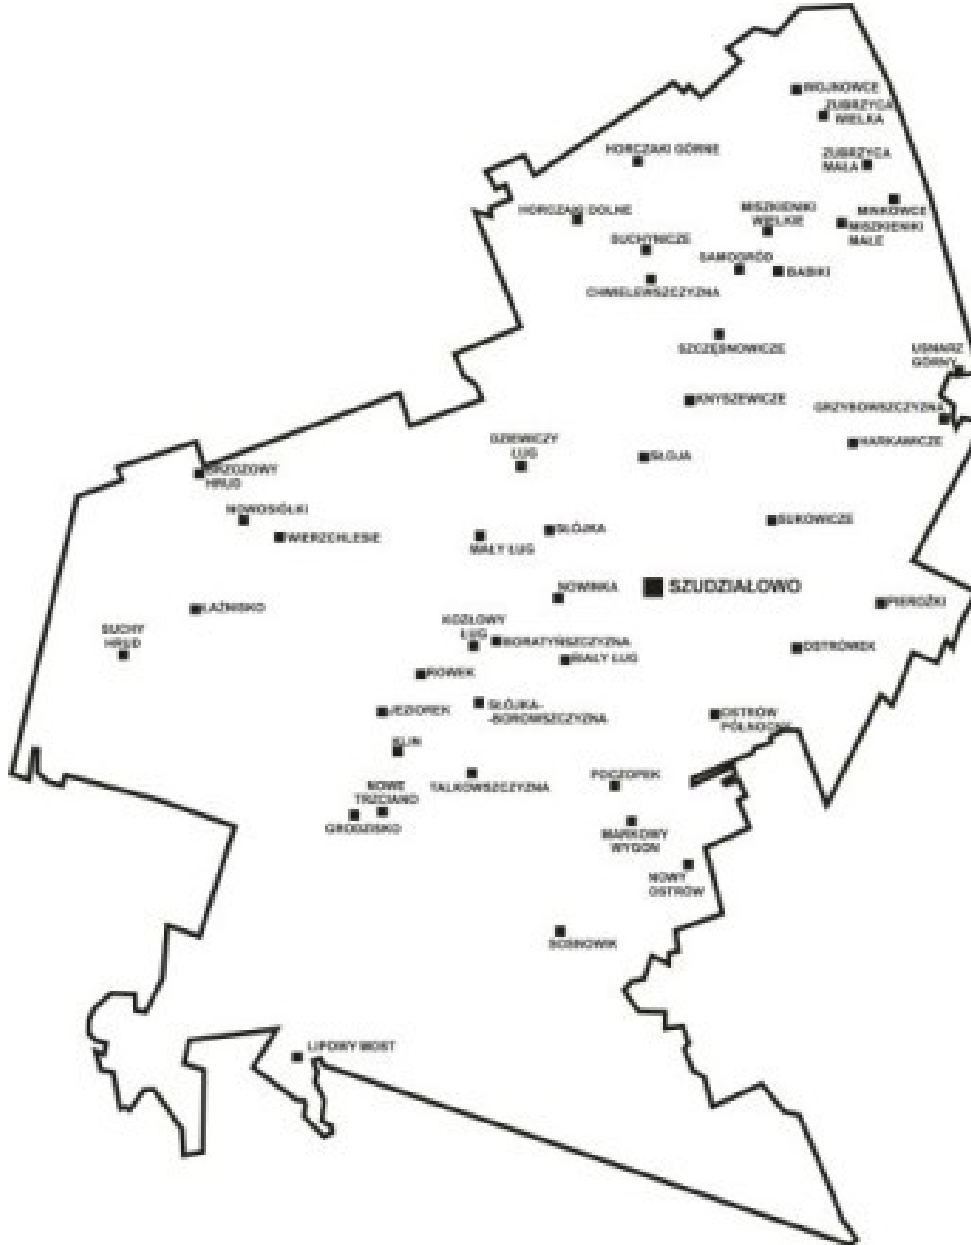 WOJNOWCE
ZUBRZYCA
WIELKA
HORCZAKI GÓRNE
ZUBRZYCA
MAŁA
MISZKIENIKI
WIELKIE
MINKOWCE
HORCZAKI DOLNE
MISZKIENIKI
MAŁE
SUCHYNICZE
SAMOGRÓD
BABIKI
CHMIELEWSZCZYZNA
SZCZĘSNOWICZE
USNARZ
GÓRNY
KNYSZEWICZE
GRZYBOWSZCZYZNA
DZIEWICZY
ŁUG
SŁOJA
HARKAWICZE
BRZOZOWY
HRUD
NOWOSIÓŁKI
WIERZCHLESIE
MAŁY ŁUG
SŁÓJKA
SUKOWICZE
SZUDZIAŁOWO
NOWINKA
PIEROŻKI
ŁAŹNISKO
SUCHY
HRUD
KOZŁOWY
ŁUG
BORATYŃSZCZYZNA
BIAŁY ŁUG
OSTRÓWEK
ROWEK
JEZIOREK
SŁÓJKA-
-BOROWSZCZYZNA
OSTRÓW
PÓŁNOCNY
KLIN
NOWE
TRZCIANO
TALKOWSZCZYZNA
POCZOPEK
GRODZISKO
MARKOWY
WYGON
NOWY
OSTRÓW
SOSNOWIK
LIPOWY MOST